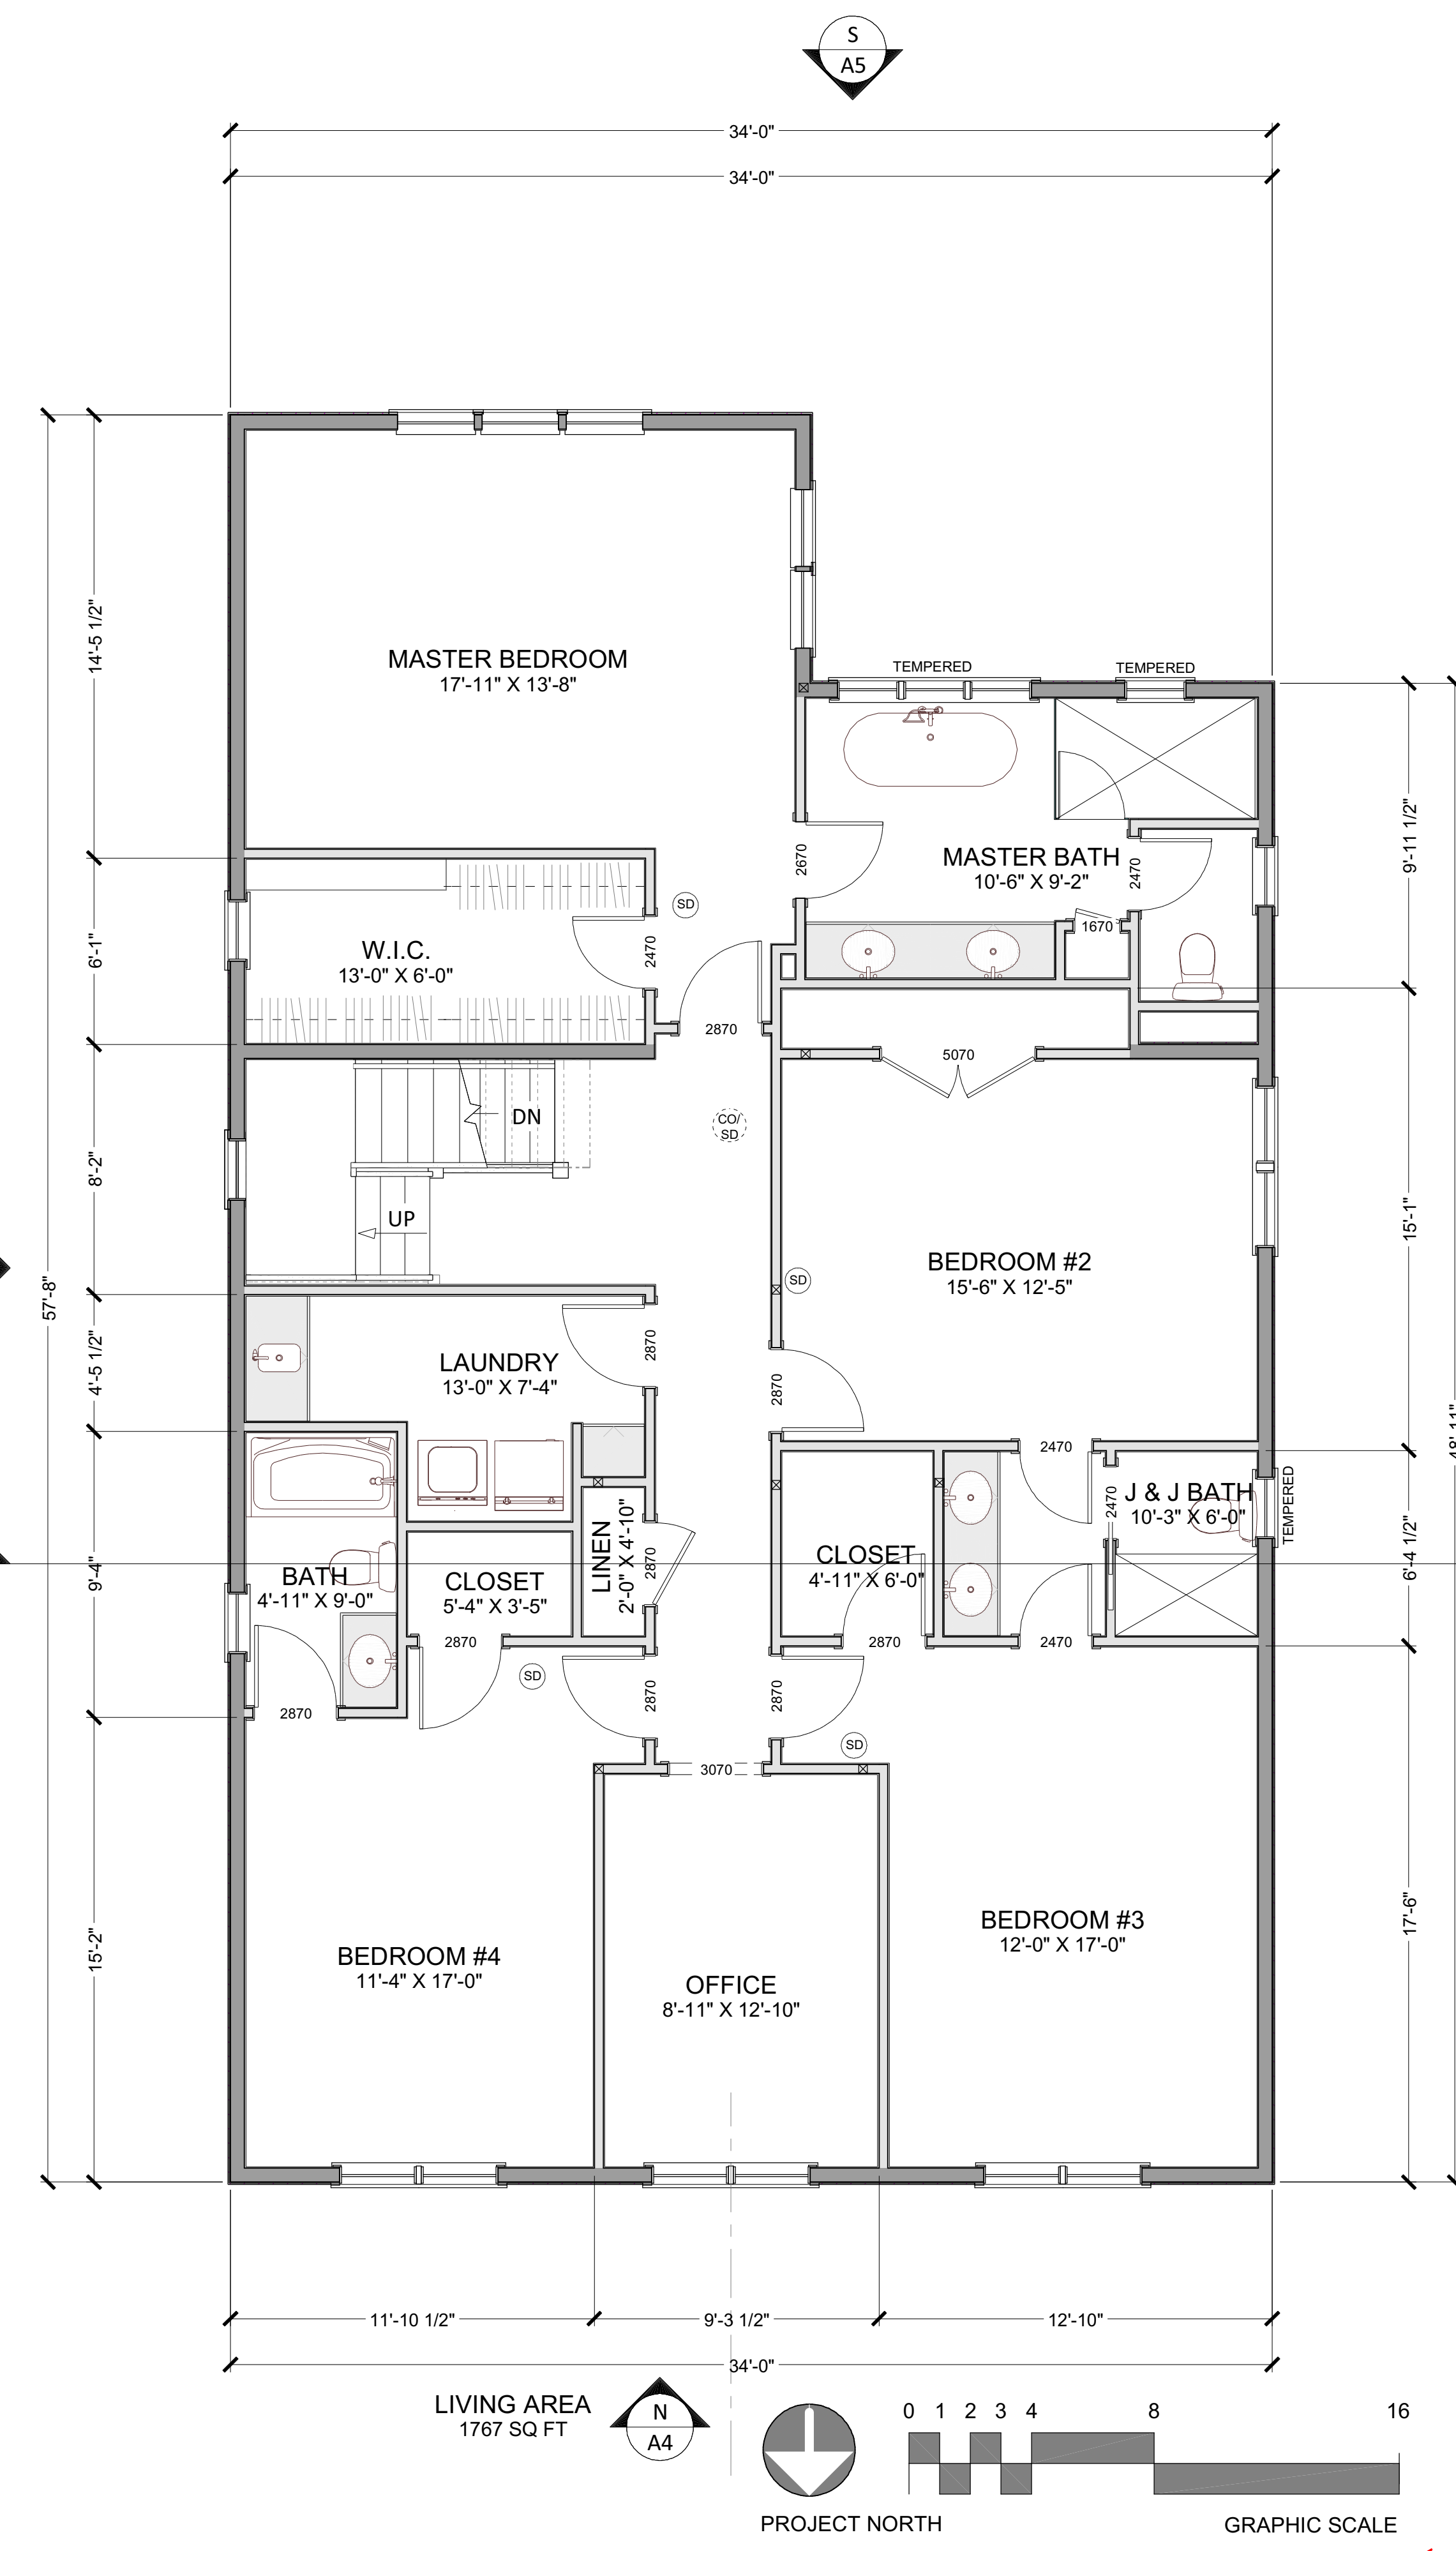 S
A5
34'-0"
34'-0"
14'-5 1/2"
MASTER BEDROOM
17'-11" X 13'-8"
TEMPERED
TEMPERED
9'-11 1/2"
MASTER BATH
10'-6" X 9'-2"
2670
2470
1670
SD
W.I.C.
13'-0" X 6'-0"
2470
6'-1"
2870
5070
DN
CO/
SD
8'-2"
UP
15'-1"
BEDROOM #2
15'-6" X 12'-5"
SD
57'-8"
4'-5 1/2"
LAUNDRY
13'-0" X 7'-4"
2870
2870
2470
48'-11"
J & J BATH
10'-3" X 6'-0"
2470
TEMPERED
LINEN
2'-0" X 4'-10"
2870
CLOSET
4'-11" X 6'-0"
6'-4 1/2"
9'-4"
BATH
4'-11" X 9'-0"
CLOSET
5'-4" X 3'-5"
2870
2870
2470
SD
2870
2870
2870
SD
3070
15'-2"
17'-6"
BEDROOM #3
12'-0" X 17'-0"
BEDROOM #4
11'-4" X 17'-0"
OFFICE
8'-11" X 12'-10"
11'-10 1/2"
9'-3 1/2"
12'-10"
34'-0"
LIVING AREA
1767 SQ FT
N
A4
0 1 2 3 4 8 16
PROJECT NORTH
GRAPHIC SCALE